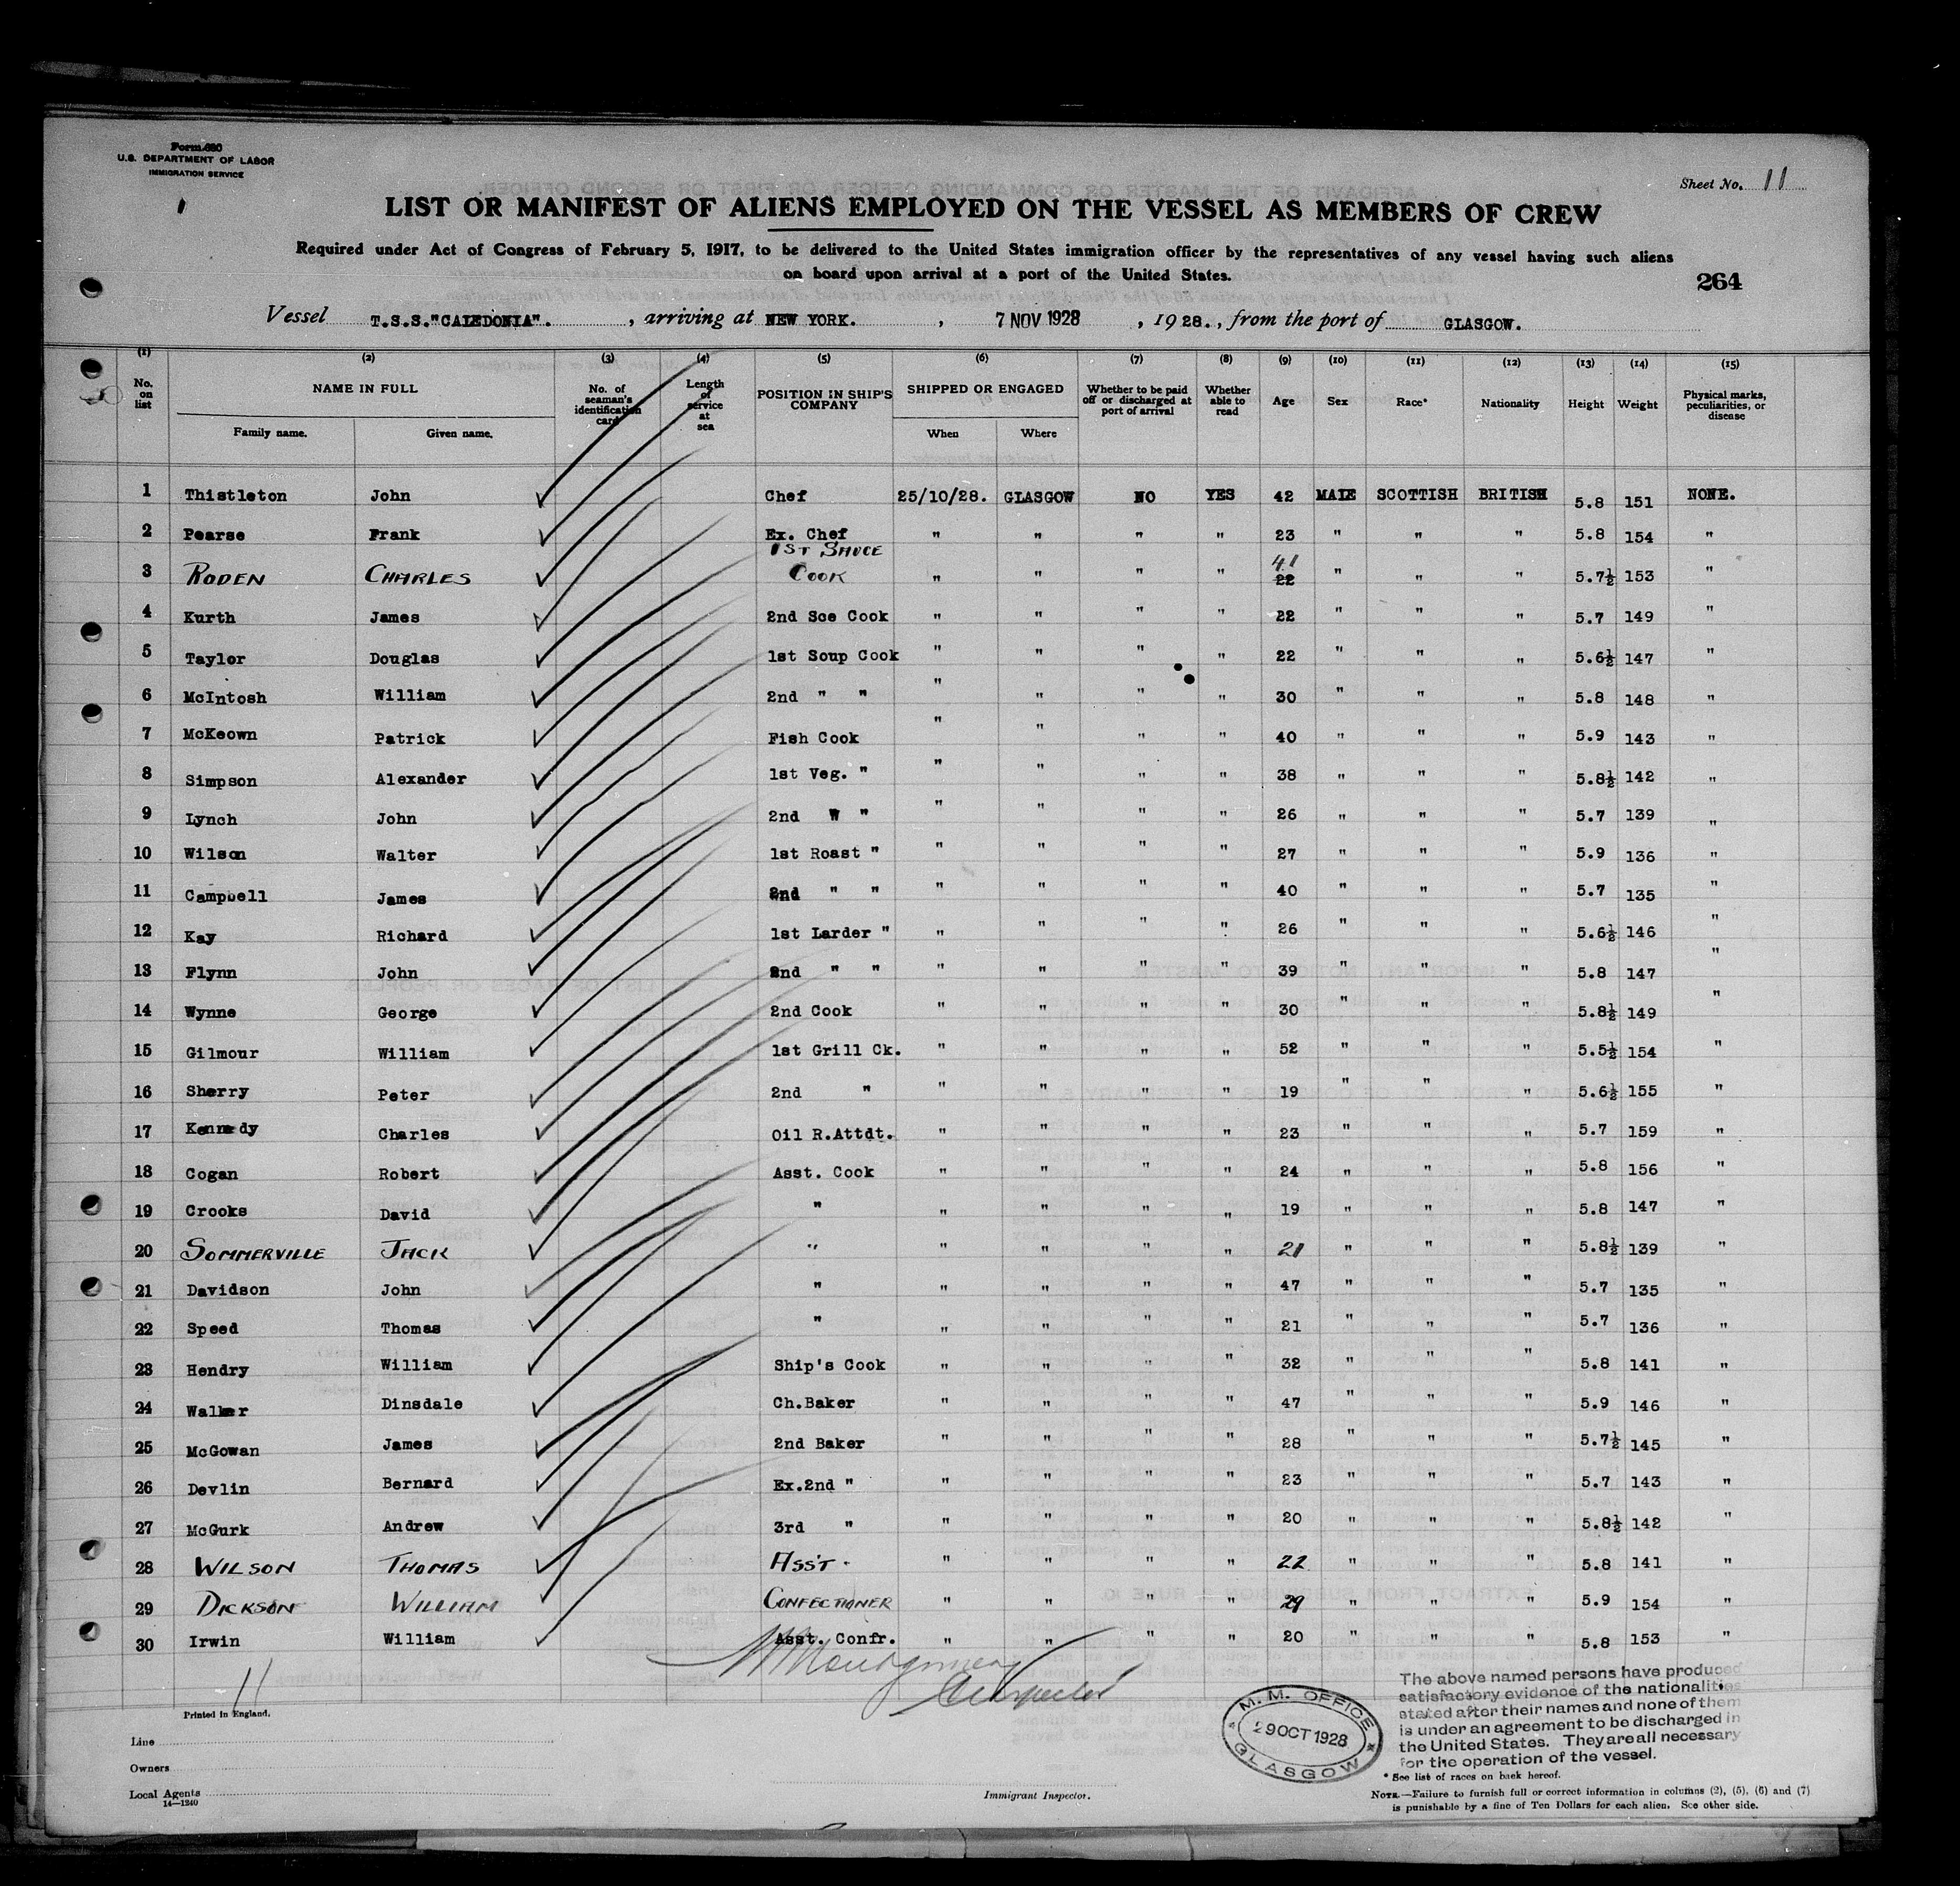 Form 680
U.S. DEPARTMENT OF LABOR
IMMIGRATION SERVICE
Sheet No. 11
LIST OR MANIFEST OF ALIENS EMPLOYED ON THE VESSEL AS MEMBERS OF CREW
Required under Act of Congress of February 5, 1917, to be delivered to the United States immigration officer by the representatives of any vessel having such aliens
on board upon arrival at a port of the United States.
264
Vessel T.S.S."CALEDONIA". , arriving at NEW YORK. , 7 NOV 1928 , 1928., from the port of GLASGOW.
(1) (2) (3) (4) (5) (6) (7) (8) (9) (10) (11) (12) (13) (14) (15)
No. on list NAME IN FULL Family name. Given name. No. of seaman's identification card Length of service at sea POSITION IN SHIP'S COMPANY SHIPPED OR ENGAGED When Where Whether to be paid off or discharged at port of arrival Whether able to read Age Sex Race* Nationality Height Weight Physical marks, peculiarities, or disease
1 Thistleton John Chef 25/10/28. GLASGOW NO YES 42 MALE SCOTTISH BRITISH 5.8 151 NONE.
2 Pearse Frank Ex. Chef " " " " 23 " " " 5.8 154 "
3 RODEN CHARLES 1ST SAUCE COOK " " " " 41 22 " " " 5.7½ 153 "
4 Kurth James 2nd Sce Cook " " " " 22 " " " 5.7 149 "
5 Taylor Douglas 1st Soup Cook " " " " 22 " " " 5.6½ 147 "
6 McIntosh William 2nd " " " " " " 30 " " " 5.8 148 "
7 McKeown Patrick Fish Cook " " " " 40 " " " 5.9 143 "
8 Simpson Alexander 1st Veg. " " " " " 38 " " " 5.8½ 142 "
9 Lynch John 2nd W " " " " " 26 " " " 5.7 139 "
10 Wilson Walter 1st Roast " " " " " 27 " " " 5.9 136 "
11 Campbell James 2nd " " " " " " 40 " " " 5.7 135 "
12 Kay Richard 1st Larder " " " " " 26 " " " 5.6½ 146 "
13 Flynn John 2nd " " " " " " 39 " " " 5.8 147 "
14 Wynne George 2nd Cook " " " " 30 " " " 5.8½ 149 "
15 Gilmour William 1st Grill Ck. " " " " 52 " " " 5.5½ 154 "
16 Sherry Peter 2nd " " " " " 19 " " " 5.6½ 155 "
17 Kennedy Charles Oil R.Attdt. " " " " 23 " " " 5.7 159 "
18 Cogan Robert Asst. Cook " " " " 24 " " " 5.8 156 "
19 Crooks David " " " " " 19 " " " 5.8 147 "
20 SOMMERVILLE JACK " " " " " 21 " " " 5.8½ 139 "
21 Davidson John " " " " " 47 " " " 5.7 135 "
22 Speed Thomas " " " " " 21 " " " 5.7 136 "
23 Hendry William Ship's Cook " " " " 32 " " " 5.8 141 "
24 Walker Dinsdale Ch.Baker " " " " 47 " " " 5.9 146 "
25 McGowan James 2nd Baker " " " " 28 " " " 5.7½ 145 "
26 Devlin Bernard Ex.2nd " " " " " 23 " " " 5.7 143 "
27 McGurk Andrew 3rd " " " " " 20 " " " 5.8½ 142 "
28 WILSON THOMAS ASS'T - " " " " 22 " " " 5.8 141 "
29 DICKSON WILLIAM CONFECTIONER " " " " 29 " " " 5.9 154 "
30 Irwin William Asst. Confr. " " " " 20 " " " 5.8 153 "
11
Montgomery
Inspector
Printed in England.
The above named persons have produced
satisfactory evidence of the nationalities
stated after their names and none of them
is under an agreement to be discharged in
the United States. They are all necessary
for the operation of the vessel.
M. M. OFFICE
29 OCT 1928
GLASGOW
Line
Owners
Local Agents
14—1240
Immigrant Inspector.
* See list of races on back hereof.
NOTE.—Failure to furnish full or correct information in columns (2), (5), (6) and (7)
is punishable by a fine of Ten Dollars for each alien. See other side.